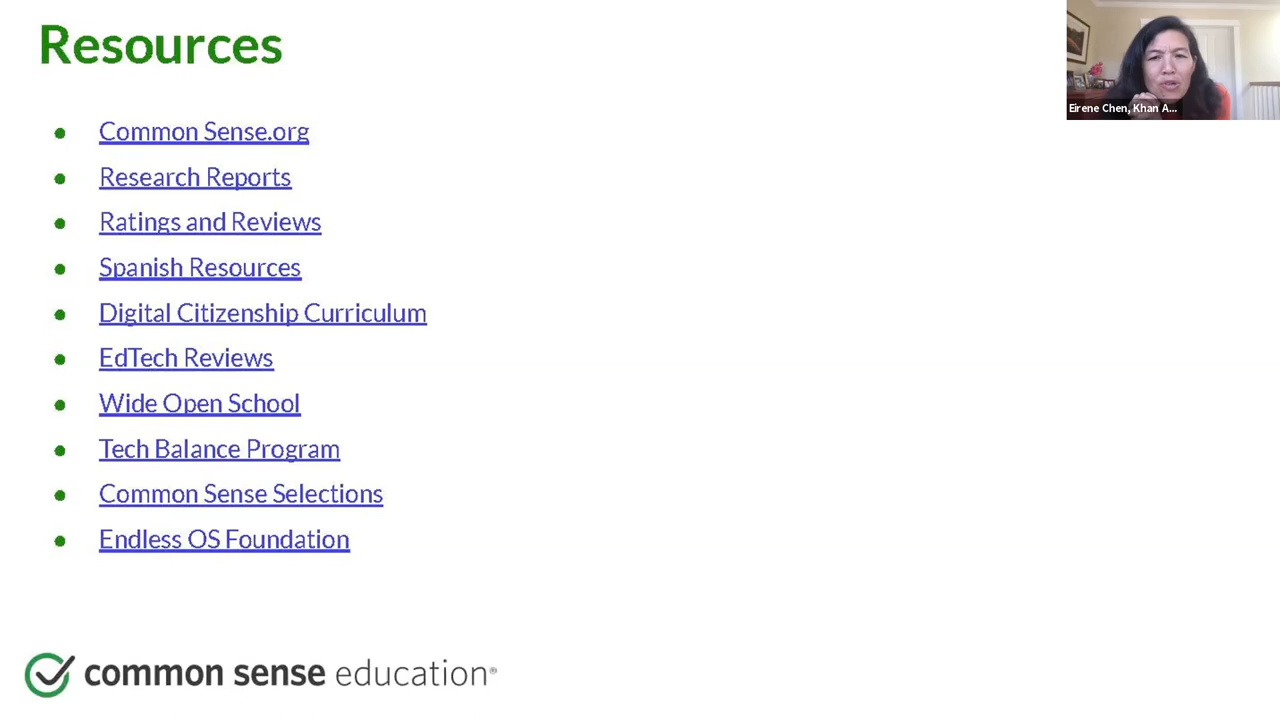 Resources
Common Sense.org
Research Reports
Ratings and Reviews
Spanish Resources
Digital Citizenship Curriculum
EdTech Reviews
Wide Open School
Tech Balance Program
Common Sense Selections
Endless OS Foundation
common sense education®
Eirene Chen, Khan A...